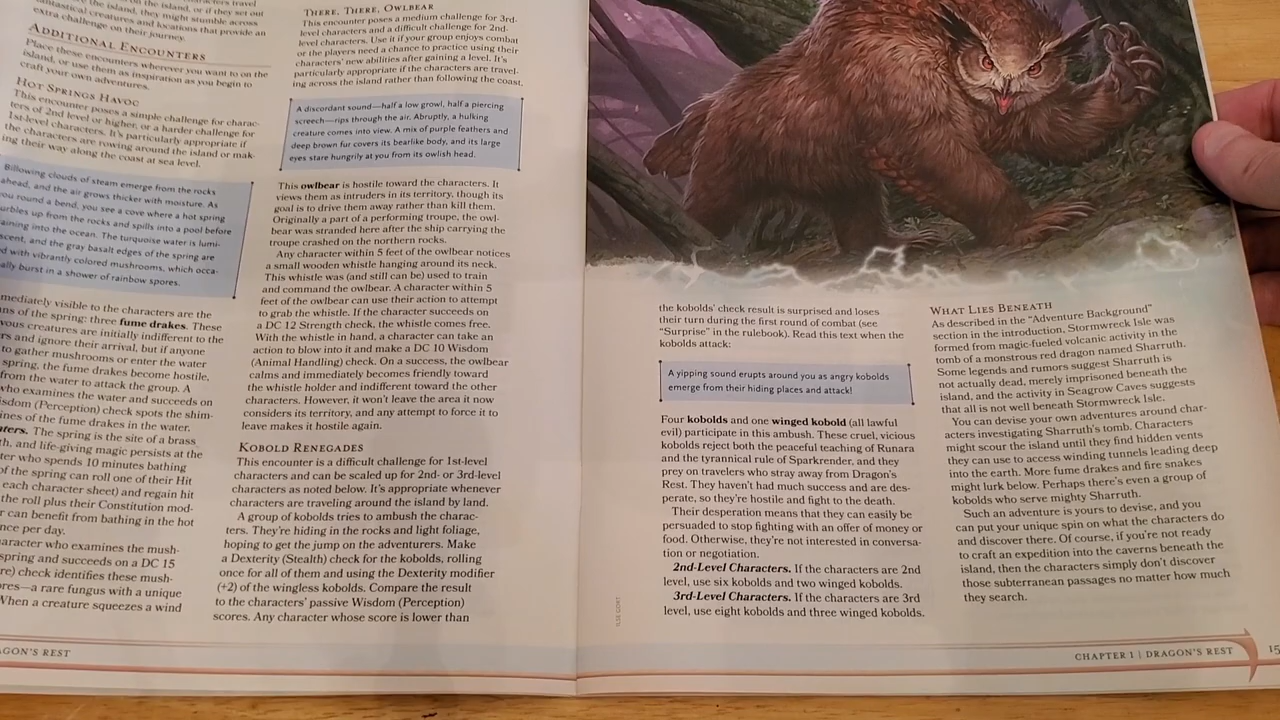 the island, they might stumble across
fantastical creatures and locations that provide an
extra challenge on their journey.
ADDITIONAL ENCOUNTERS
Place these encounters wherever you want on the
island, or use them as inspiration as you begin to
craft your own adventures.
HOT SPRINGS HAVOC
This encounter poses a simple challenge for charac-
ters of 2nd level or higher, or a harder challenge for
1st-level characters. It's particularly appropriate if
the characters are rowing around the island or mak-
ing their way along the coast at sea level.
Billowing clouds of steam emerge from the rocks
ahead, and the air grows thicker with moisture. As
you round a bend, you see a cove where a hot spring
urbles up from the rocks and spills into a pool before
aining into the ocean. The turquoise water is lumi-
scent, and the gray basalt edges of the spring are
ed with vibrantly colored mushrooms, which occa-
ally burst in a shower of rainbow spores.
mediately visible to the characters are the
ns of the spring: three fume drakes. These
vous creatures are initially indifferent to the
rs and ignore their arrival, but if anyone
to gather mushrooms or enter the water
spring, the fume drakes become hostile,
from the water to attack the group. A
who examines the water and succeeds on
isdom (Perception) check spots the shim-
ines of the fume drakes in the water.
aters. The spring is the site of a brass
th, and life-giving magic persists at the
ter who spends 10 minutes bathing
of the spring can roll one of their Hit
each character sheet) and regain hit
the roll plus their Constitution mod-
r can benefit from bathing in the hot
nce per day.
aracter who examines the mush-
spring and succeeds on a DC 15
re) check identifies these mush-
ores—a rare fungus with a unique
When a creature squeezes a wind
AGON'S REST
THERE, THERE, OWLBEAR
This encounter poses a medium challenge for 3rd-
level characters and a difficult challenge for 2nd-
level characters. Use it if your group enjoys combat
or the players need a chance to practice using their
characters' new abilities after gaining a level. It's
particularly appropriate if the characters are travel-
ing across the island rather than following the coast.
A discordant sound—half a low growl, half a piercing
screech—rips through the air. Abruptly, a hulking
creature comes into view. A mix of purple feathers and
deep brown fur covers its bearlike body, and its large
eyes stare hungrily at you from its owlish head.
This owlbear is hostile toward the characters. It
views them as intruders in its territory, though its
goal is to drive them away rather than kill them.
Originally a part of a performing troupe, the owl-
bear was stranded here after the ship carrying the
troupe crashed on the northern rocks.
Any character within 5 feet of the owlbear notices
a small wooden whistle hanging around its neck.
This whistle was (and still can be) used to train
and command the owlbear. A character within 5
feet of the owlbear can use their action to attempt
to grab the whistle. If the character succeeds on
a DC 12 Strength check, the whistle comes free.
With the whistle in hand, a character can take an
action to blow into it and make a DC 10 Wisdom
(Animal Handling) check. On a success, the owlbear
calms and immediately becomes friendly toward
the whistle holder and indifferent toward the other
characters. However, it won't leave the area it now
considers its territory, and any attempt to force it to
leave makes it hostile again.
KOBOLD RENEGADES
This encounter is a difficult challenge for 1st-level
characters and can be scaled up for 2nd- or 3rd-level
characters as noted below. It's appropriate whenever
characters are traveling around the island by land.
A group of kobolds tries to ambush the charac-
ters. They're hiding in the rocks and light foliage,
hoping to get the jump on the adventurers. Make
a Dexterity (Stealth) check for the kobolds, rolling
once for all of them and using the Dexterity modifier
(+2) of the wingless kobolds. Compare the result
to the characters' passive Wisdom (Perception)
scores. Any character whose score is lower than
the kobolds' check result is surprised and loses
their turn during the first round of combat (see
"Surprise" in the rulebook). Read this text when the
kobolds attack:
A yipping sound erupts around you as angry kobolds
emerge from their hiding places and attack!
Four kobolds and one winged kobold (all lawful
evil) participate in this ambush. These cruel, vicious
kobolds reject both the peaceful teaching of Runara
and the tyrannical rule of Sparkrender, and they
prey on travelers who stray away from Dragon's
Rest. They haven't had much success and are des-
perate, so they're hostile and fight to the death.
Their desperation means that they can easily be
persuaded to stop fighting with an offer of money or
food. Otherwise, they're not interested in conversa-
tion or negotiation.
2nd-Level Characters. If the characters are 2nd
level, use six kobolds and two winged kobolds.
3rd-Level Characters. If the characters are 3rd
level, use eight kobolds and three winged kobolds.
WHAT LIES BENEATH
As described in the "Adventure Background"
section in the introduction, Stormwreck Isle was
formed from magic-fueled volcanic activity in the
tomb of a monstrous red dragon named Sharruth.
Some legends and rumors suggest Sharruth is
not actually dead, merely imprisoned beneath the
island, and the activity in Seagrow Caves suggests
that all is not well beneath Stormwreck Isle.
You can devise your own adventures around char-
acters investigating Sharruth's tomb. Characters
might scour the island until they find hidden vents
they can use to access winding tunnels leading deep
into the earth. More fume drakes and fire snakes
might lurk below. Perhaps there's even a group of
kobolds who serve mighty Sharruth.
Such an adventure is yours to devise, and you
can put your unique spin on what the characters do
and discover there. Of course, if you're not ready
to craft an expedition into the caverns beneath the
island, then the characters simply don't discover
those subterranean passages no matter how much
they search.
CHAPTER 1 | DRAGON'S REST
15